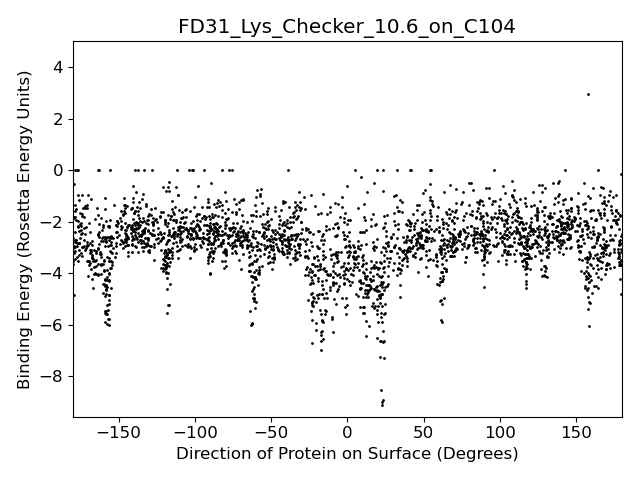 FD31_Lys_Checker_10.6_on_C104
Binding Energy (Rosetta Energy Units)
4
2
0
−2
−4
−6
−8
−150 −100 −50 0 50 100 150
Direction of Protein on Surface (Degrees)